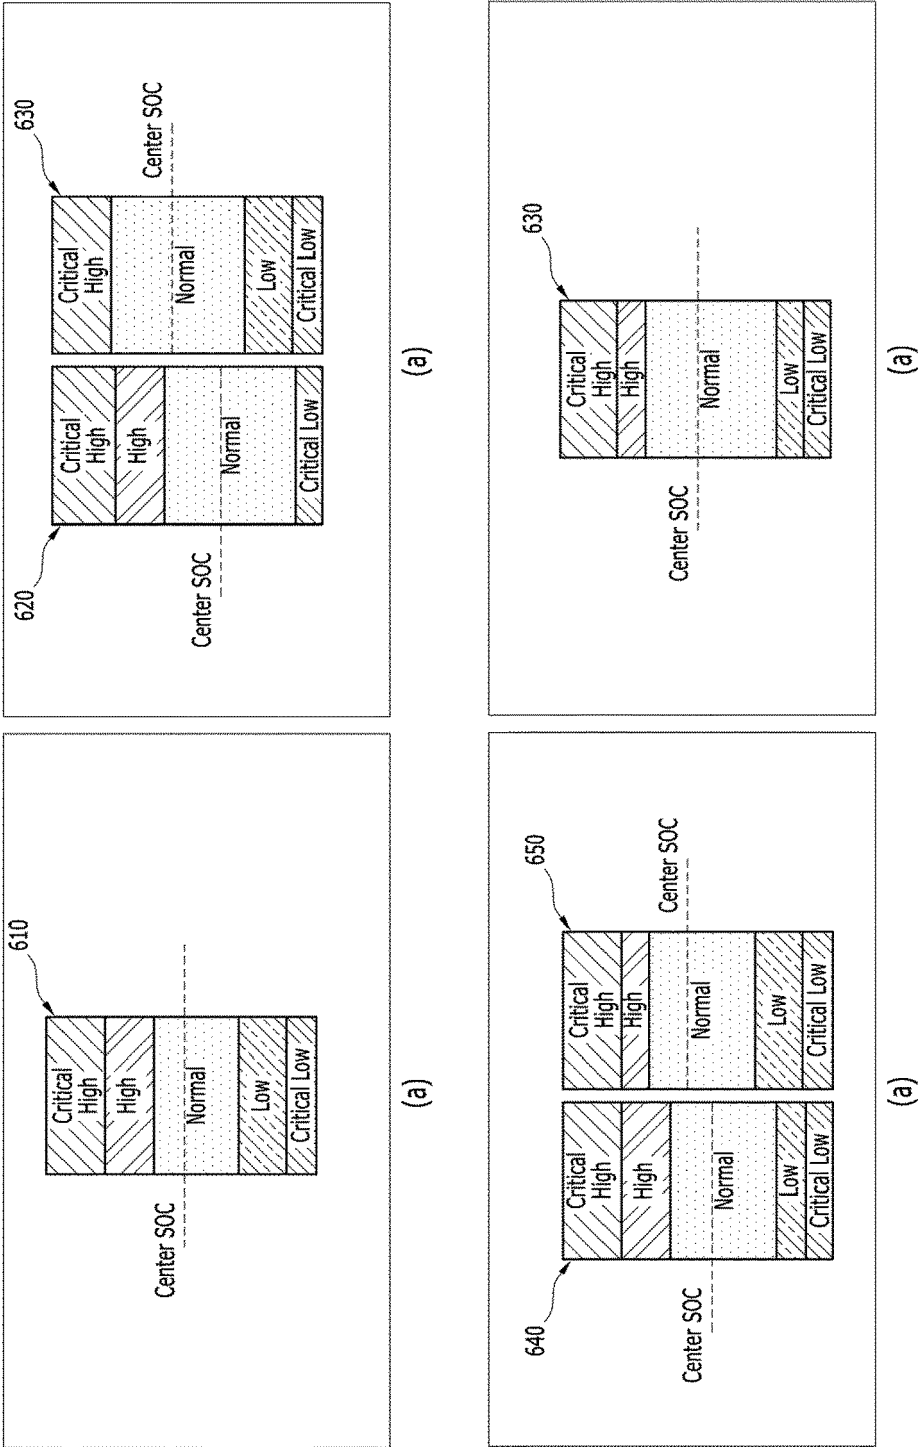 610
Critical
High
High
Center SOC
Normal
Low
Critical Low
(a)
620
Critical
High
High
Center SOC
Normal
Critical Low
630
Critical
High
Center SOC
Normal
Low
Critical Low
(a)
640
Critical
High
High
Center SOC
Normal
Low
Critical Low
650
Critical
High
High
Center SOC
Normal
Low
Critical Low
(a)
630
Critical
High
High
Center SOC
Normal
Low
Critical Low
(a)